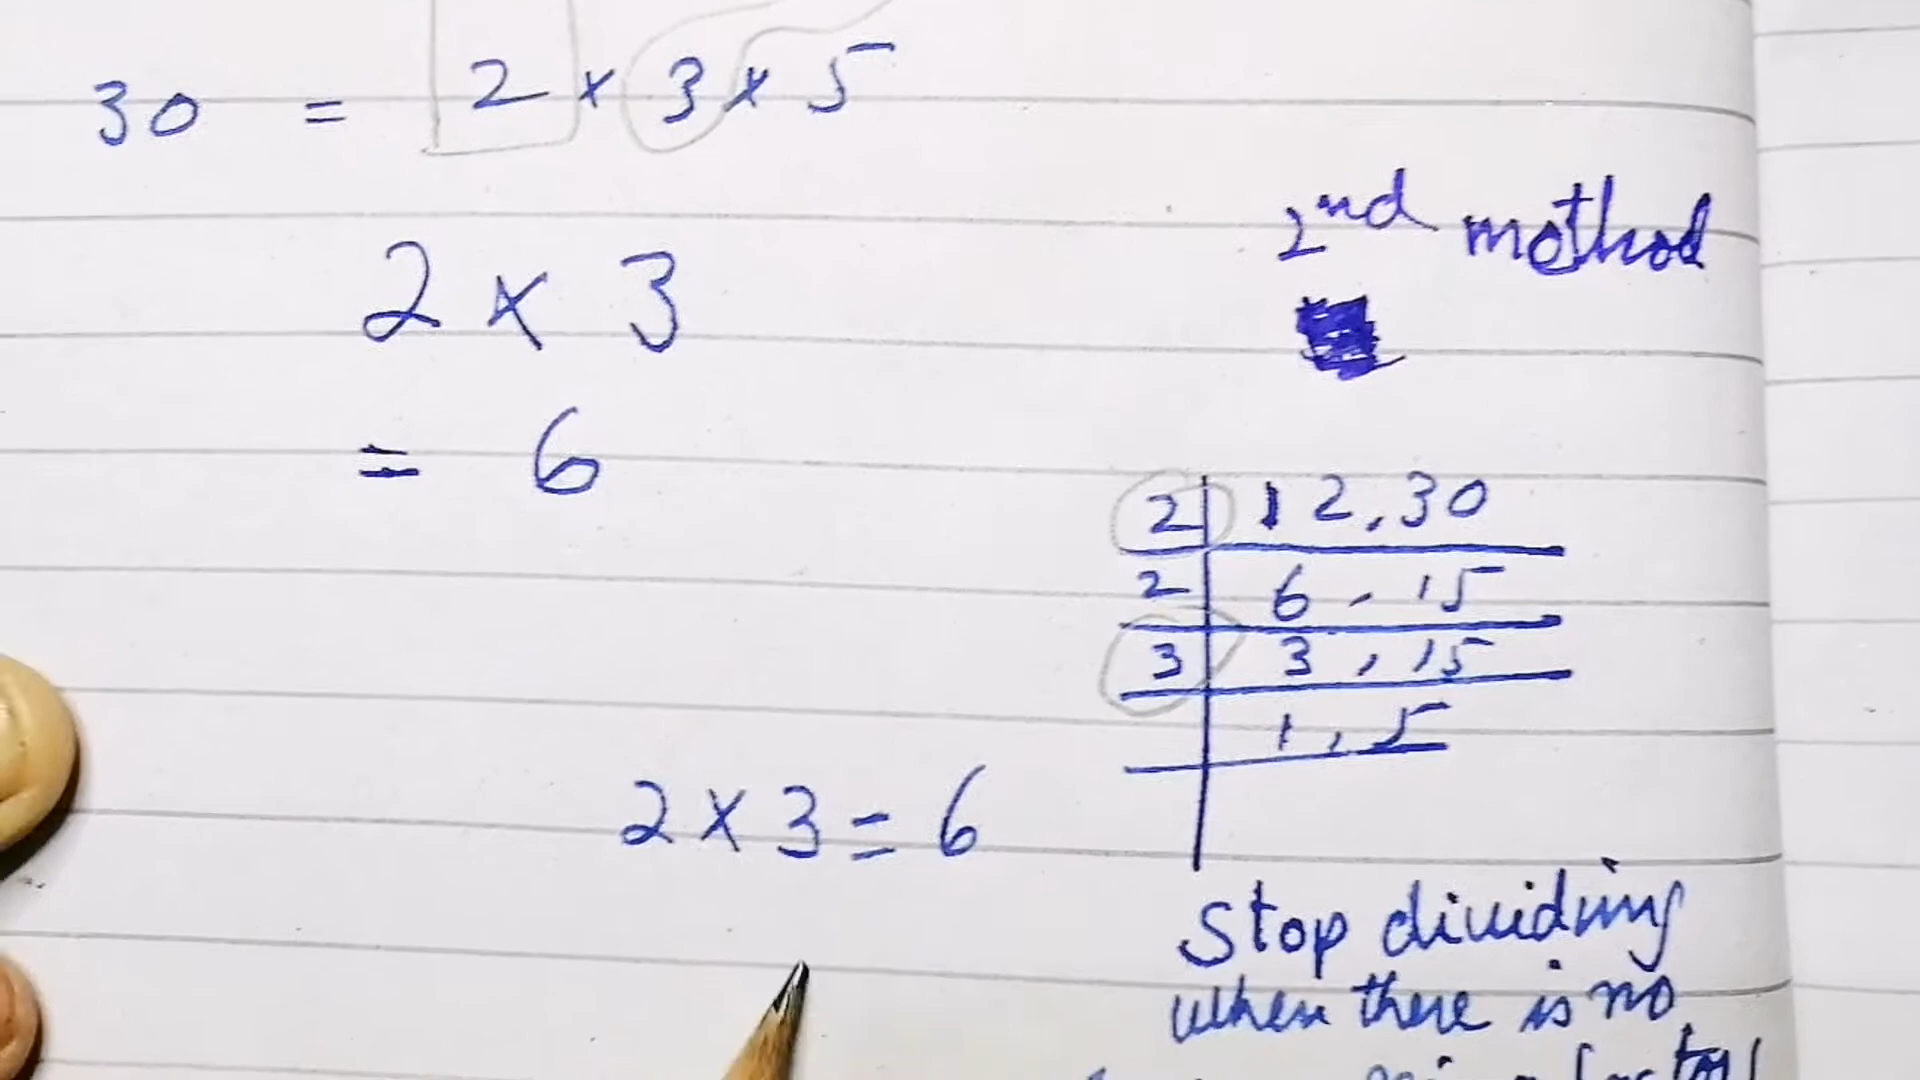 30 = 2 × 3 × 5
2 × 3
= 6
2nd method
2 | 12, 30
2 | 6, 15
3 | 3, 15
1, 5
2 × 3 = 6
Stop dividing
when there is no